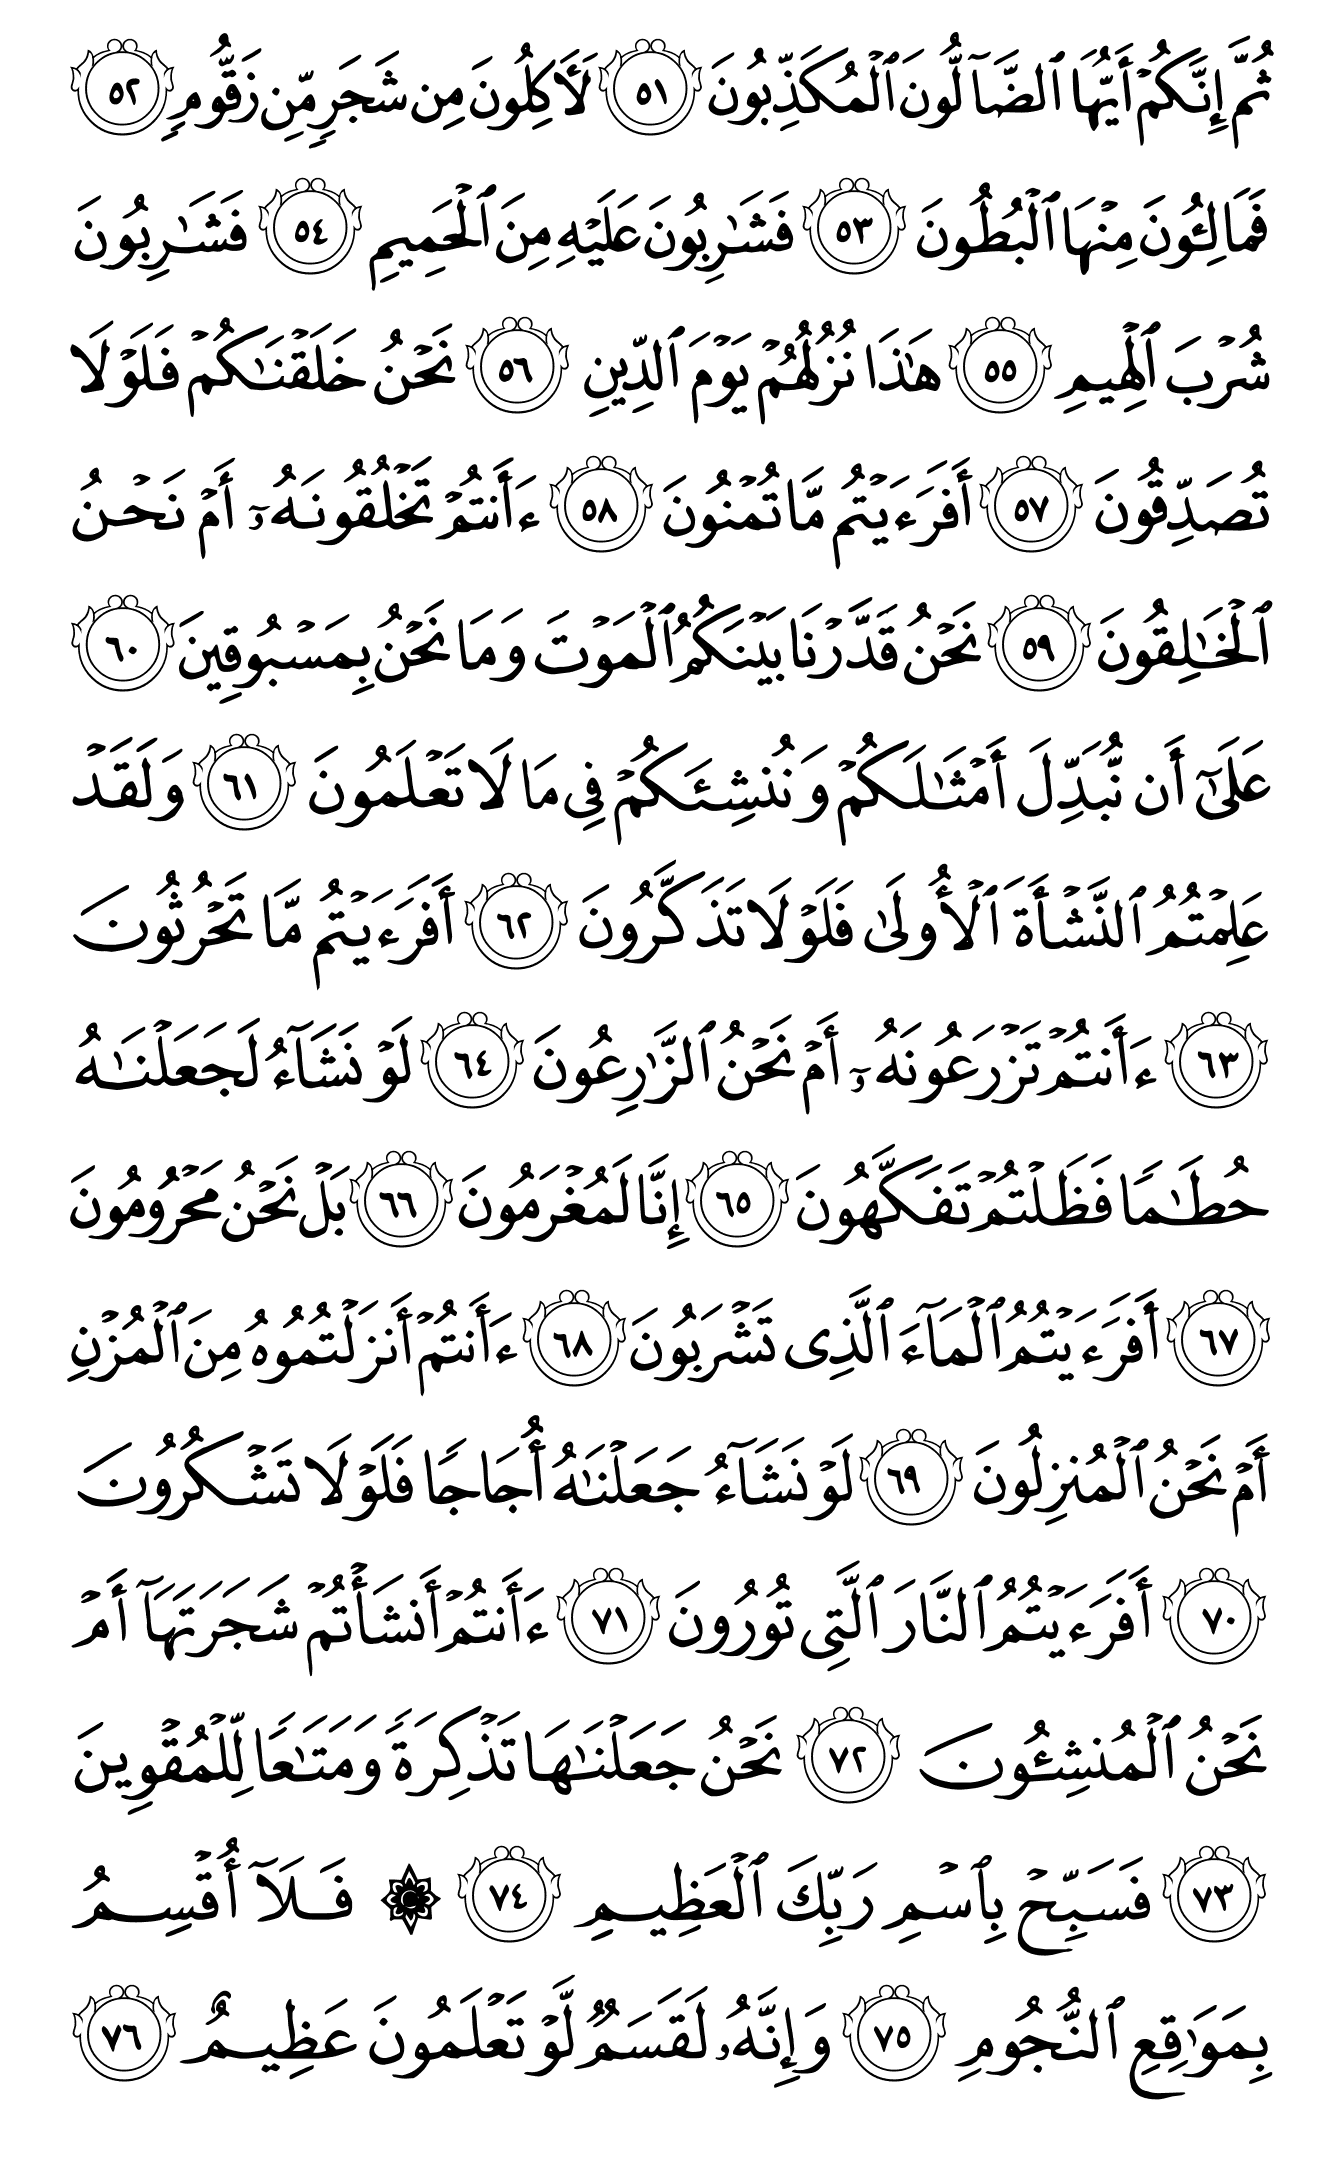 ثُمَّ إِنَّكُمْ أَيُّهَا ٱلضَّآلُّونَ ٱلْمُكَذِّبُونَ ٥١ لَأٓكِلُونَ مِن شَجَرٍ مِّن زَقُّومٍ ٥٢
فَمَالِـُٔونَ مِنْهَا ٱلْبُطُونَ ٥٣ فَشَٰرِبُونَ عَلَيْهِ مِنَ ٱلْحَمِيمِ ٥٤ فَشَٰرِبُونَ
شُرْبَ ٱلْهِيمِ ٥٥ هَٰذَا نُزُلُهُمْ يَوْمَ ٱلدِّينِ ٥٦ نَحْنُ خَلَقْنَٰكُمْ فَلَوْلَا
تُصَدِّقُونَ ٥٧ أَفَرَءَيْتُم مَّا تُمْنُونَ ٥٨ ءَأَنتُمْ تَخْلُقُونَهُۥٓ أَمْ نَحْنُ
ٱلْخَٰلِقُونَ ٥٩ نَحْنُ قَدَّرْنَا بَيْنَكُمُ ٱلْمَوْتَ وَمَا نَحْنُ بِمَسْبُوقِينَ ٦٠
عَلَىٰٓ أَن نُّبَدِّلَ أَمْثَٰلَكُمْ وَنُنشِئَكُمْ فِى مَا لَا تَعْلَمُونَ ٦١ وَلَقَدْ
عَلِمْتُمُ ٱلنَّشْأَةَ ٱلْأُولَىٰ فَلَوْلَا تَذَكَّرُونَ ٦٢ أَفَرَءَيْتُم مَّا تَحْرُثُونَ
٦٣ ءَأَنتُمْ تَزْرَعُونَهُۥٓ أَمْ نَحْنُ ٱلزَّٰرِعُونَ ٦٤ لَوْ نَشَآءُ لَجَعَلْنَٰهُ
حُطَٰمًا فَظَلْتُمْ تَفَكَّهُونَ ٦٥ إِنَّا لَمُغْرَمُونَ ٦٦ بَلْ نَحْنُ مَحْرُومُونَ
٦٧ أَفَرَءَيْتُمُ ٱلْمَآءَ ٱلَّذِى تَشْرَبُونَ ٦٨ ءَأَنتُمْ أَنزَلْتُمُوهُ مِنَ ٱلْمُزْنِ
أَمْ نَحْنُ ٱلْمُنزِلُونَ ٦٩ لَوْ نَشَآءُ جَعَلْنَٰهُ أُجَاجًا فَلَوْلَا تَشْكُرُونَ
٧٠ أَفَرَءَيْتُمُ ٱلنَّارَ ٱلَّتِى تُورُونَ ٧١ ءَأَنتُمْ أَنشَأْتُمْ شَجَرَتَهَآ أَمْ
نَحْنُ ٱلْمُنشِـُٔونَ ٧٢ نَحْنُ جَعَلْنَٰهَا تَذْكِرَةً وَمَتَٰعًا لِّلْمُقْوِينَ
٧٣ فَسَبِّحْ بِٱسْمِ رَبِّكَ ٱلْعَظِيمِ ٧٤ ۞ فَلَآ أُقْسِمُ
بِمَوَٰقِعِ ٱلنُّجُومِ ٧٥ وَإِنَّهُۥ لَقَسَمٌ لَّوْ تَعْلَمُونَ عَظِيمٌ ٧٦